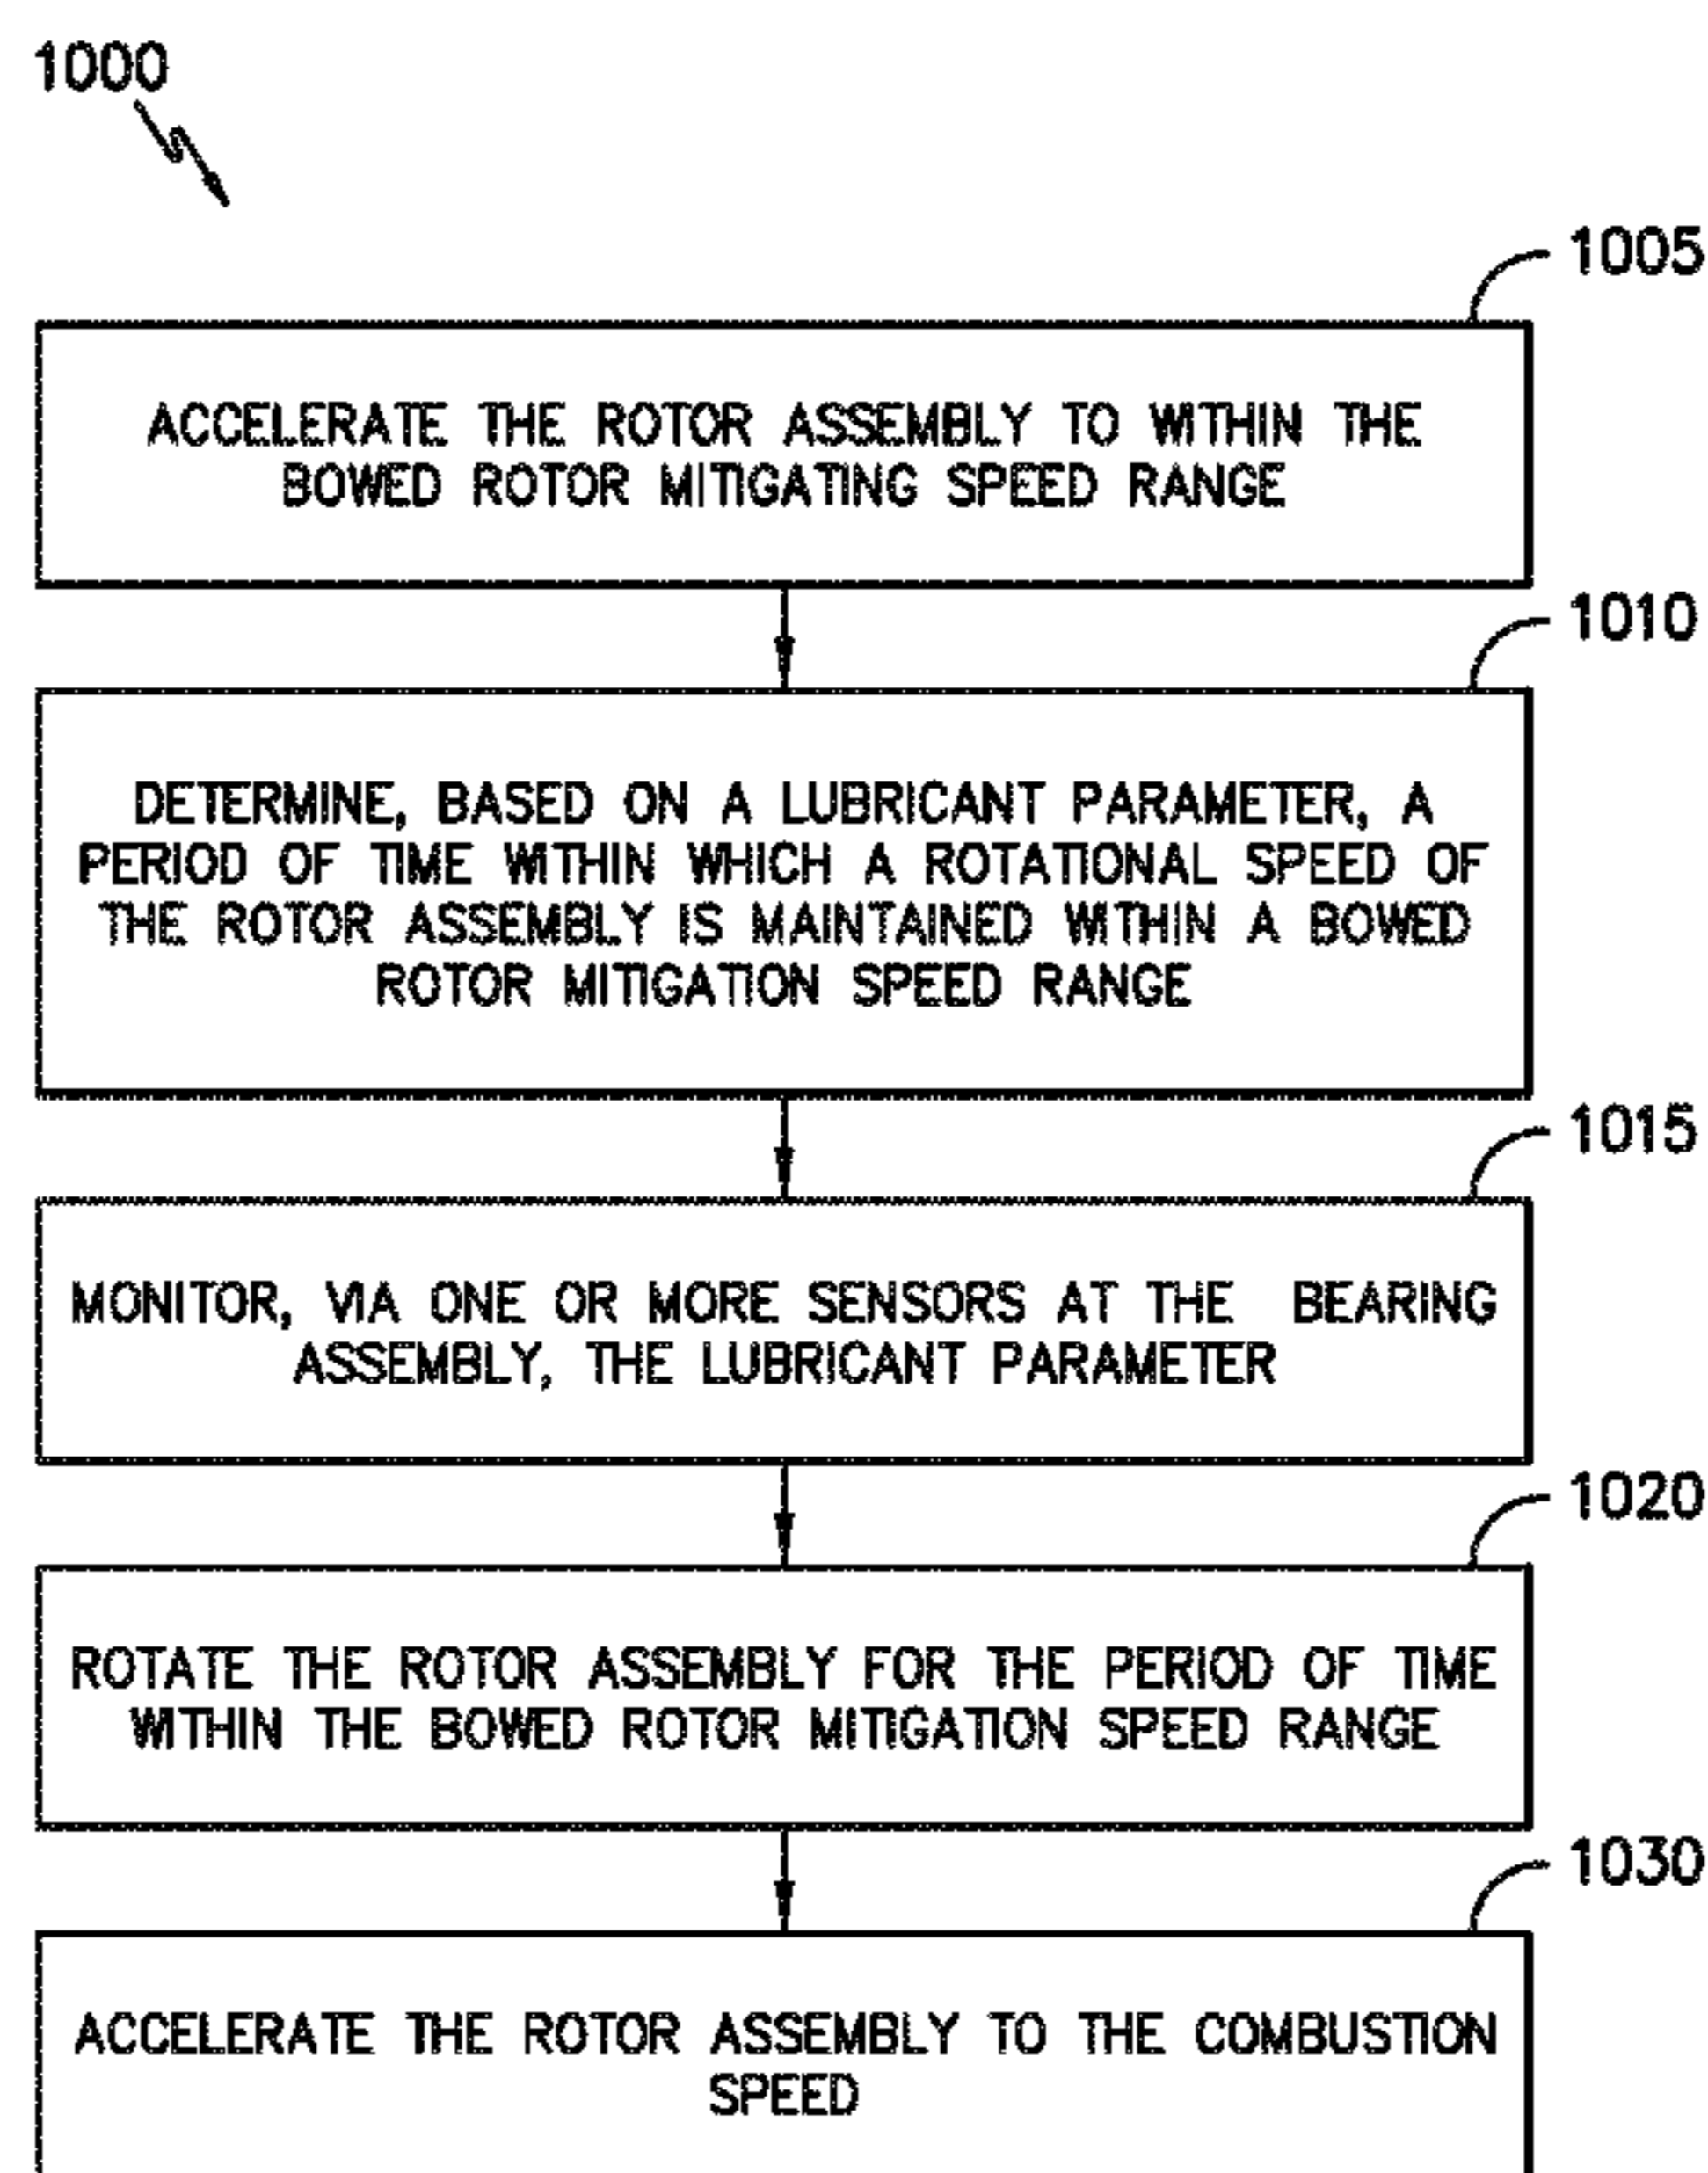 1000
1005
ACCELERATE THE ROTOR ASSEMBLY TO WITHIN THE
BOWED ROTOR MITIGATING SPEED RANGE
1010
DETERMINE, BASED ON A LUBRICANT PARAMETER, A
PERIOD OF TIME WITHIN WHICH A ROTATIONAL SPEED OF
THE ROTOR ASSEMBLY IS MAINTAINED WITHIN A BOWED
ROTOR MITIGATION SPEED RANGE
1015
MONITOR, VIA ONE OR MORE SENSORS AT THE BEARING
ASSEMBLY, THE LUBRICANT PARAMETER
1020
ROTATE THE ROTOR ASSEMBLY FOR THE PERIOD OF TIME
WITHIN THE BOWED ROTOR MITIGATION SPEED RANGE
1030
ACCELERATE THE ROTOR ASSEMBLY TO THE COMBUSTION
SPEED